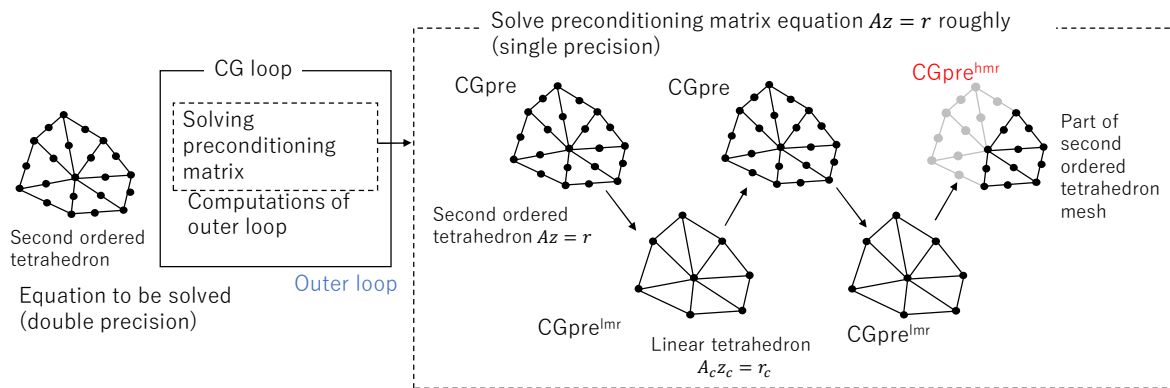 CG loop
Solving
preconditioning
matrix
Computations of
outer loop
Second ordered
tetrahedron
Outer loop
Equation to be solved
(double precision)
Solve preconditioning matrix equation Az = r roughly
(single precision)
CGpre
CGpre
CGpre^hmr
Part of
second
ordered
tetrahedron
mesh
Second ordered
tetrahedron Az = r
CGpre^lmr
Linear tetrahedron
A_c z_c = r_c
CGpre^lmr